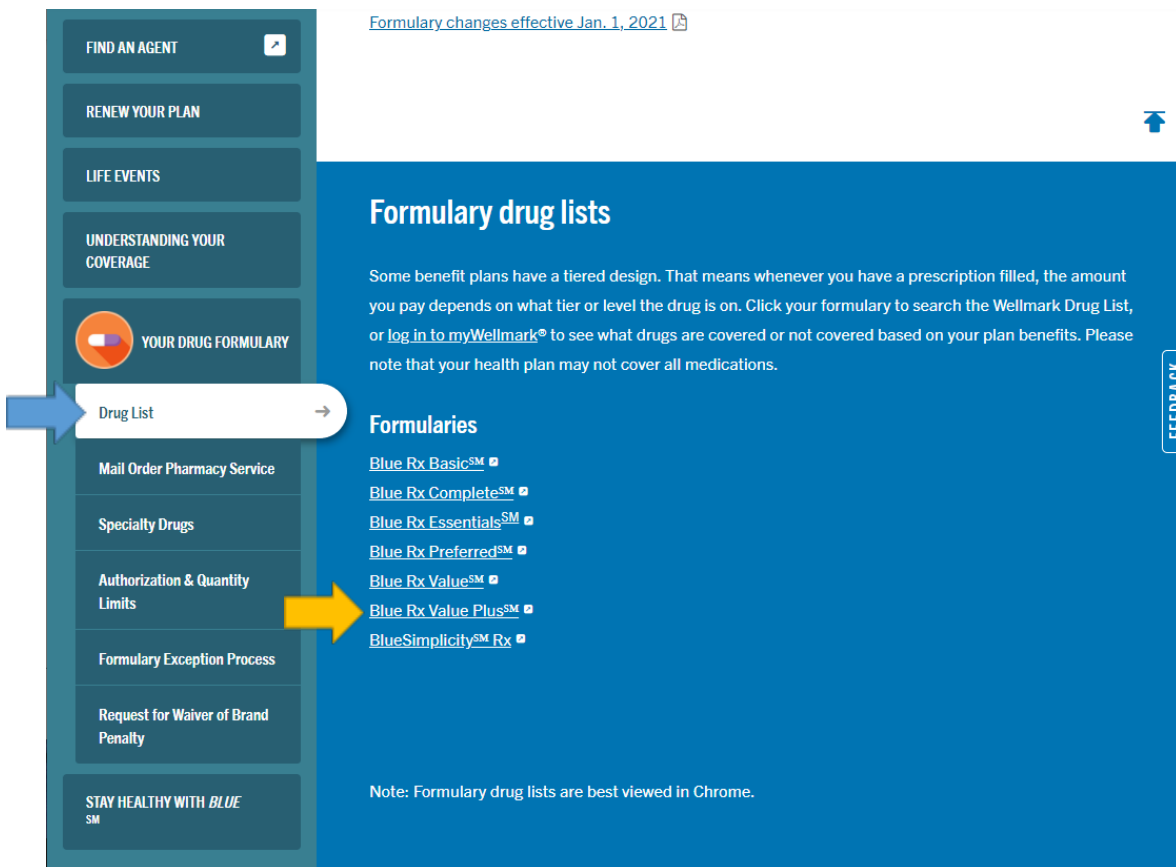 FIND AN AGENT
RENEW YOUR PLAN
LIFE EVENTS
UNDERSTANDING YOUR
COVERAGE
YOUR DRUG FORMULARY
Drug List
Mail Order Pharmacy Service
Specialty Drugs
Authorization & Quantity
Limits
Formulary Exception Process
Request for Waiver of Brand
Penalty
STAY HEALTHY WITH BLUE
SM
Formulary changes effective Jan. 1, 2021
Formulary drug lists
Some benefit plans have a tiered design. That means whenever you have a prescription filled, the amount
you pay depends on what tier or level the drug is on. Click your formulary to search the Wellmark Drug List,
or log in to myWellmark® to see what drugs are covered or not covered based on your plan benefits. Please
note that your health plan may not cover all medications.
Formularies
Blue Rx Basic℠
Blue Rx Complete℠
Blue Rx Essentials℠
Blue Rx Preferred℠
Blue Rx Value℠
Blue Rx Value Plus℠
BlueSimplicity℠ Rx
Note: Formulary drug lists are best viewed in Chrome.
FEEDBACK